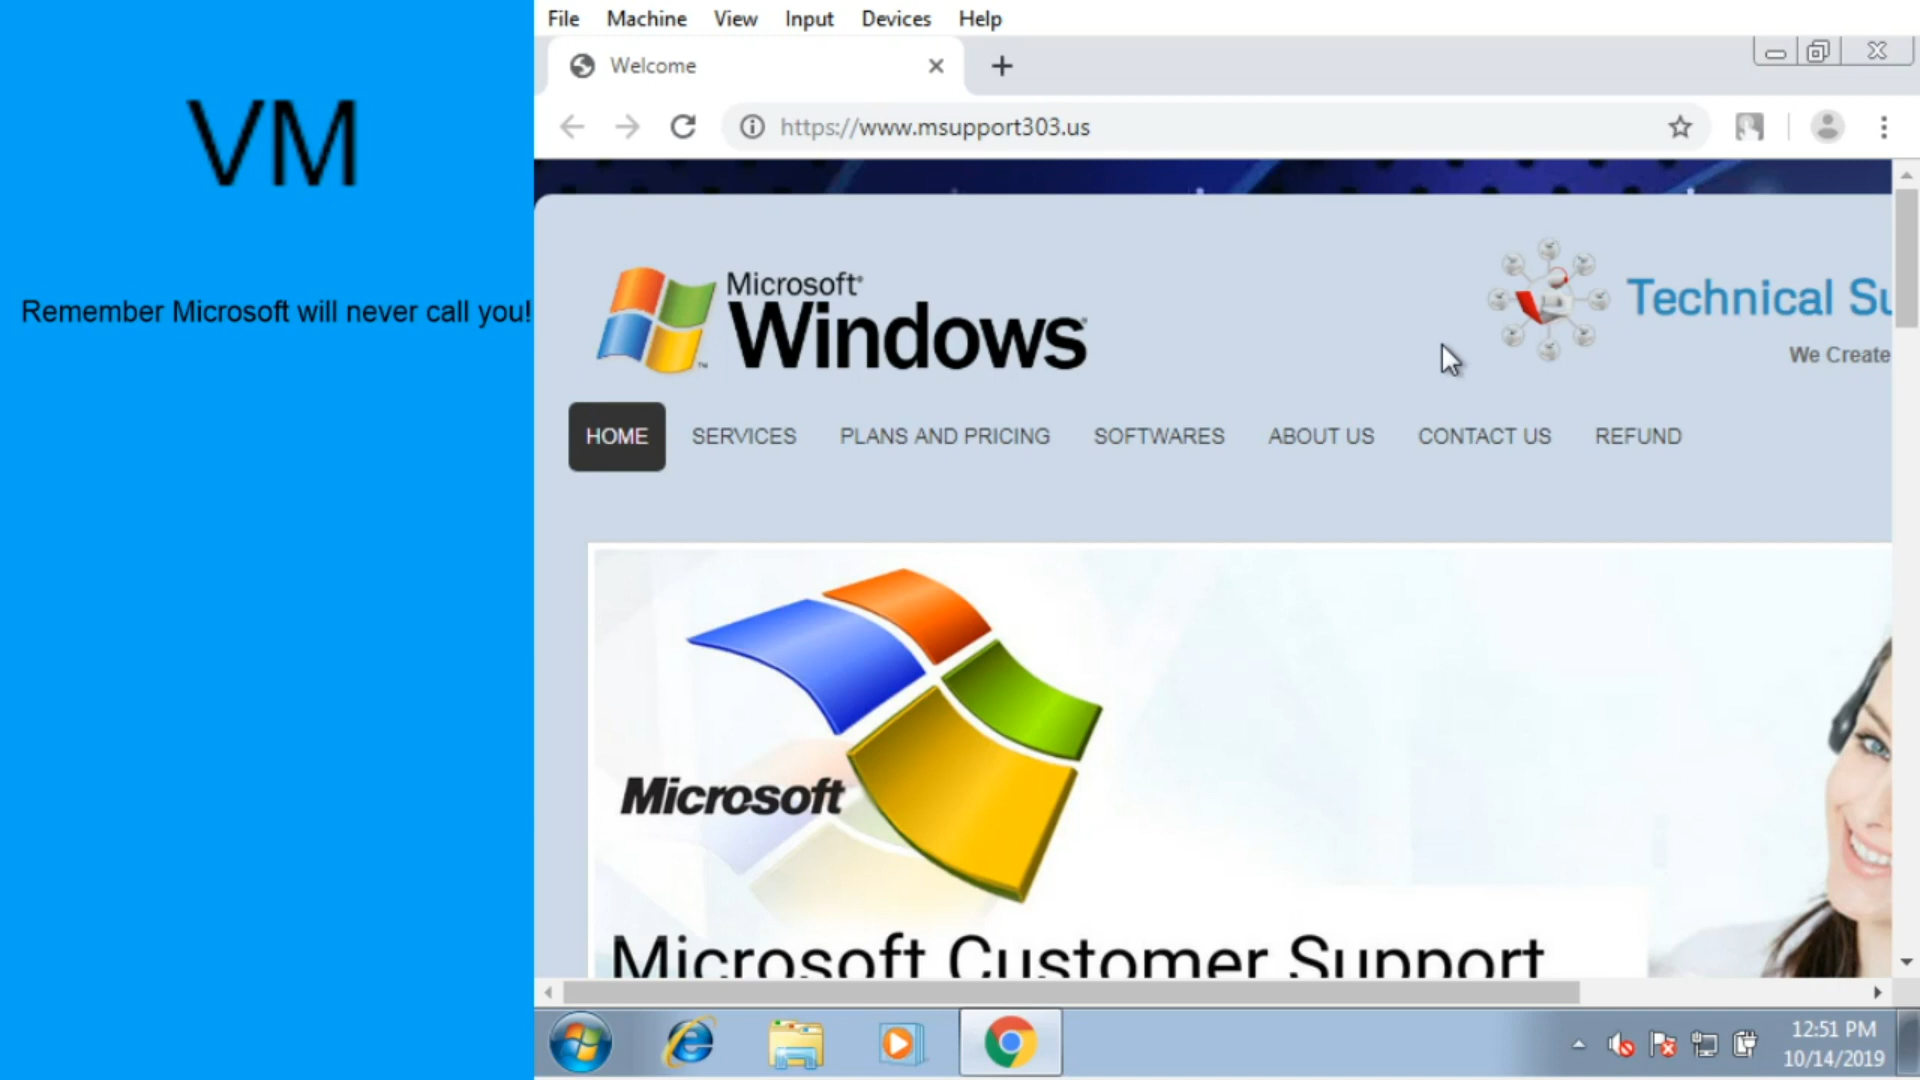 VM
Remember Microsoft will never call you!
File Machine View Input Devices Help
Welcome
https://www.msupport303.us
Microsoft®
Windows®
Technical Su
We Create
HOME SERVICES PLANS AND PRICING SOFTWARES ABOUT US CONTACT US REFUND
Microsoft
Microsoft Customer Support
12:51 PM
10/14/2019